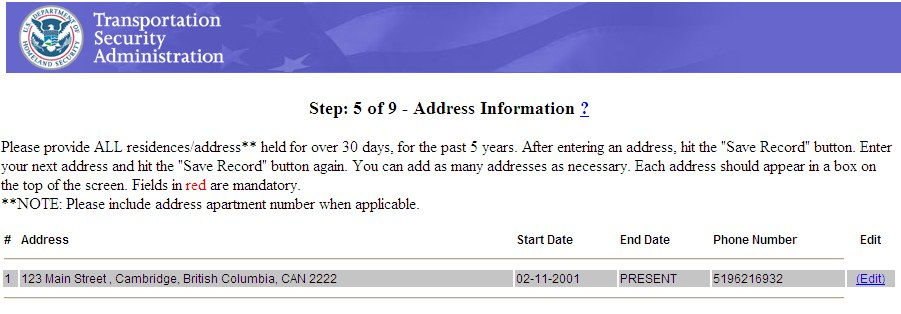 Transportation
Security
Administration
Step: 5 of 9 - Address Information ?
Please provide ALL residences/address** held for over 30 days, for the past 5 years. After entering an address, hit the "Save Record" button. Enter
your next address and hit the "Save Record" button again. You can add as many addresses as necessary. Each address should appear in a box on
the top of the screen. Fields in red are mandatory.
**NOTE: Please include address apartment number when applicable.
# Address Start Date End Date Phone Number Edit
1 123 Main Street , Cambridge, British Columbia, CAN 2222 02-11-2001 PRESENT 5196216932 (Edit)